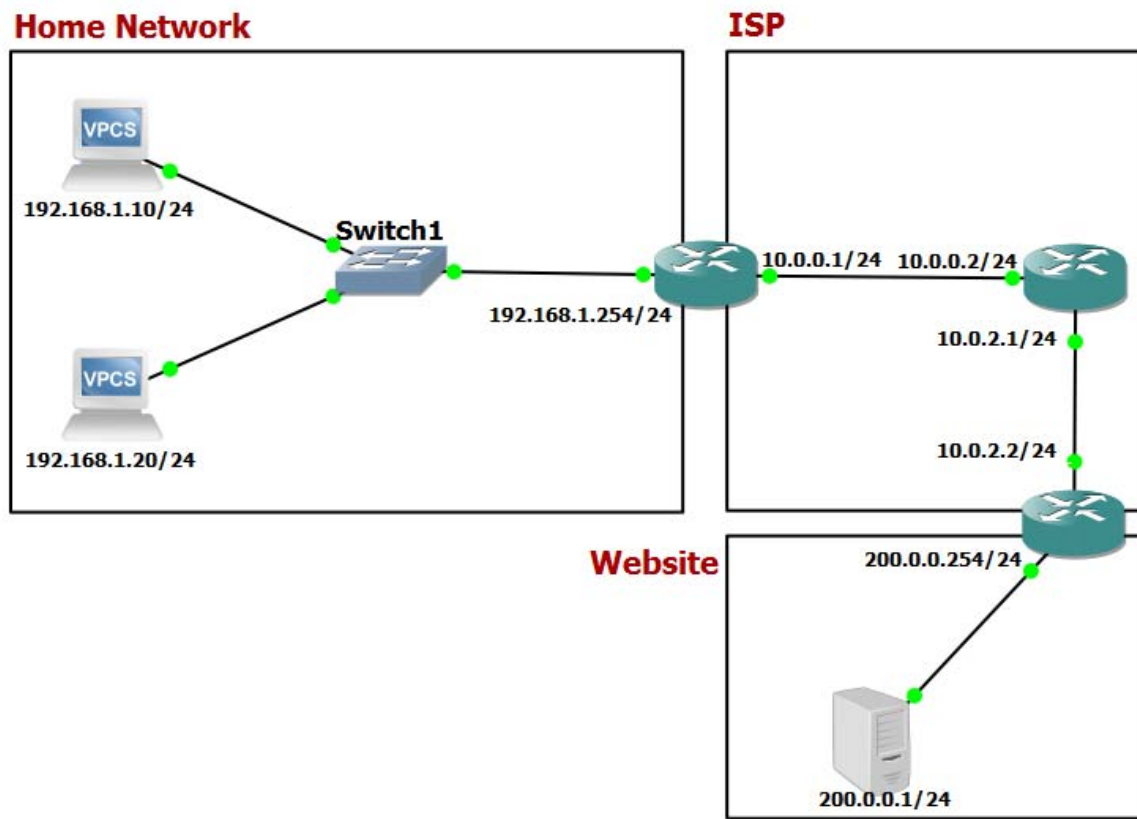 Home Network
ISP
VPCS
192.168.1.10/24
Switch1
10.0.0.1/24
10.0.0.2/24
192.168.1.254/24
10.0.2.1/24
VPCS
192.168.1.20/24
10.0.2.2/24
Website
200.0.0.254/24
200.0.0.1/24